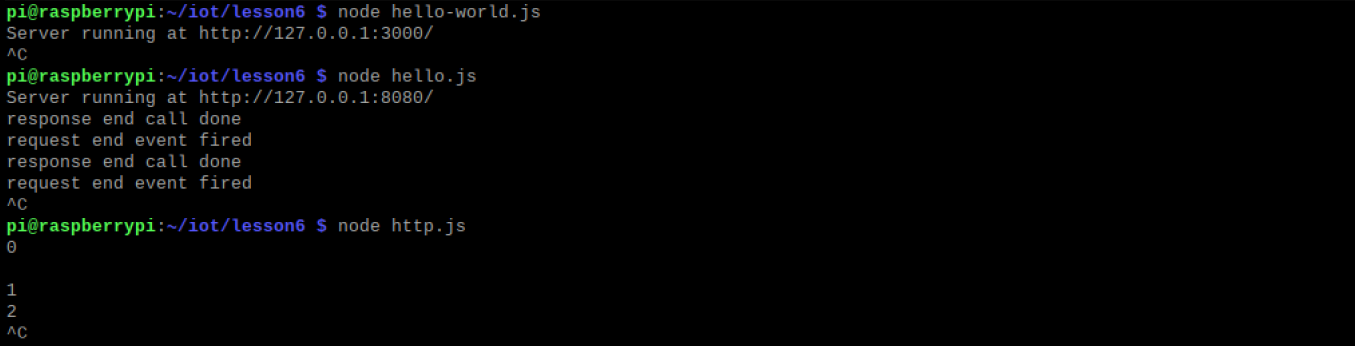 pi@raspberrypi:~/iot/lesson6 $ node hello-world.js
Server running at http://127.0.0.1:3000/
^C
pi@raspberrypi:~/iot/lesson6 $ node hello.js
Server running at http://127.0.0.1:8080/
response end call done
request end event fired
response end call done
request end event fired
^C
pi@raspberrypi:~/iot/lesson6 $ node http.js
0

1
2
^C